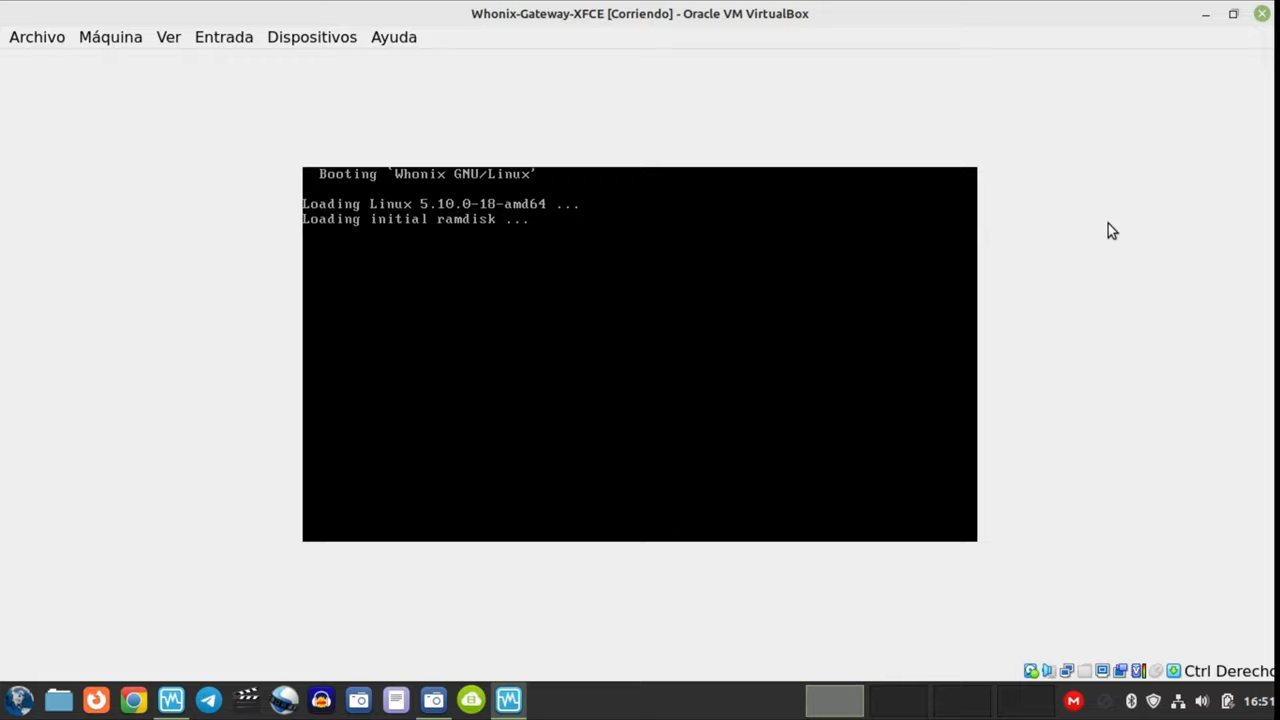 Whonix-Gateway-XFCE [Corriendo] - Oracle VM VirtualBox
Archivo Máquina Ver Entrada Dispositivos Ayuda
Booting `Whonix GNU/Linux'
Loading Linux 5.10.0-18-amd64 ...
Loading initial ramdisk ...
Ctrl Derecho
16:51